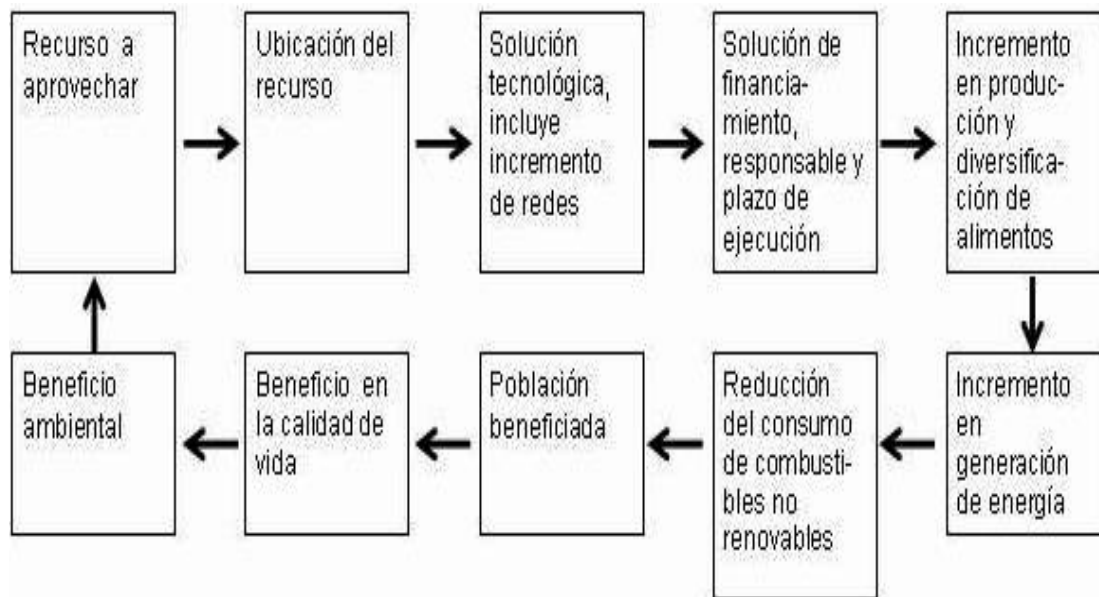 Recurso a
aprovechar
Ubicación del
recurso
Solución
tecnológica,
incluye
incremento
de redes
Solución de
financia-
miento,
responsable y
plazo de
ejecución
Incremento
en produc-
ción y
diversifica-
ción de
alimentos
Incremento
en
generación
de energía
Reducción
del consumo
de combusti-
bles no
renovables
Población
beneficiada
Beneficio en
la calidad de
vida
Beneficio
ambiental